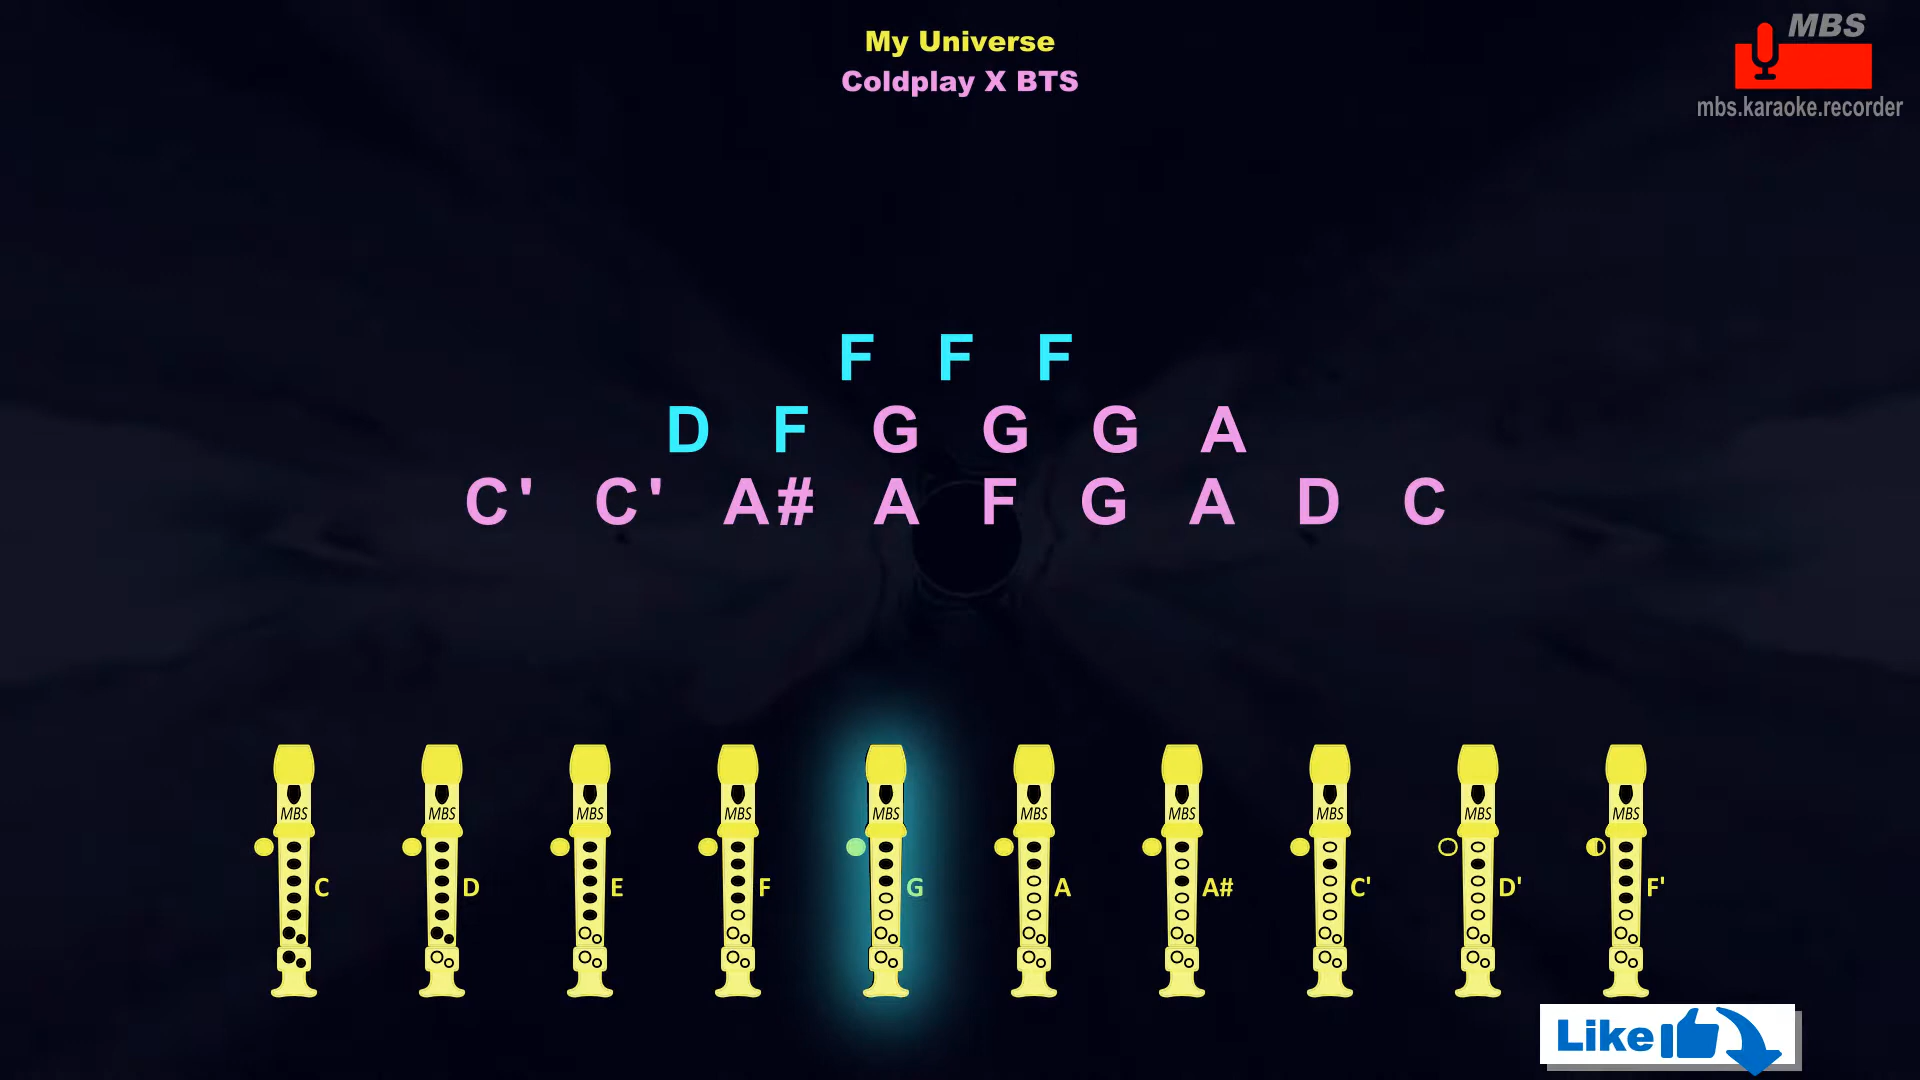 My Universe
Coldplay X BTS
MBS
mbs.karaoke.recorder
F F F
D F G G G A
C' C' A# A F G A D C
MBS MBS MBS MBS MBS MBS MBS MBS MBS MBS
C D E F G A A# C' D' F'
Like